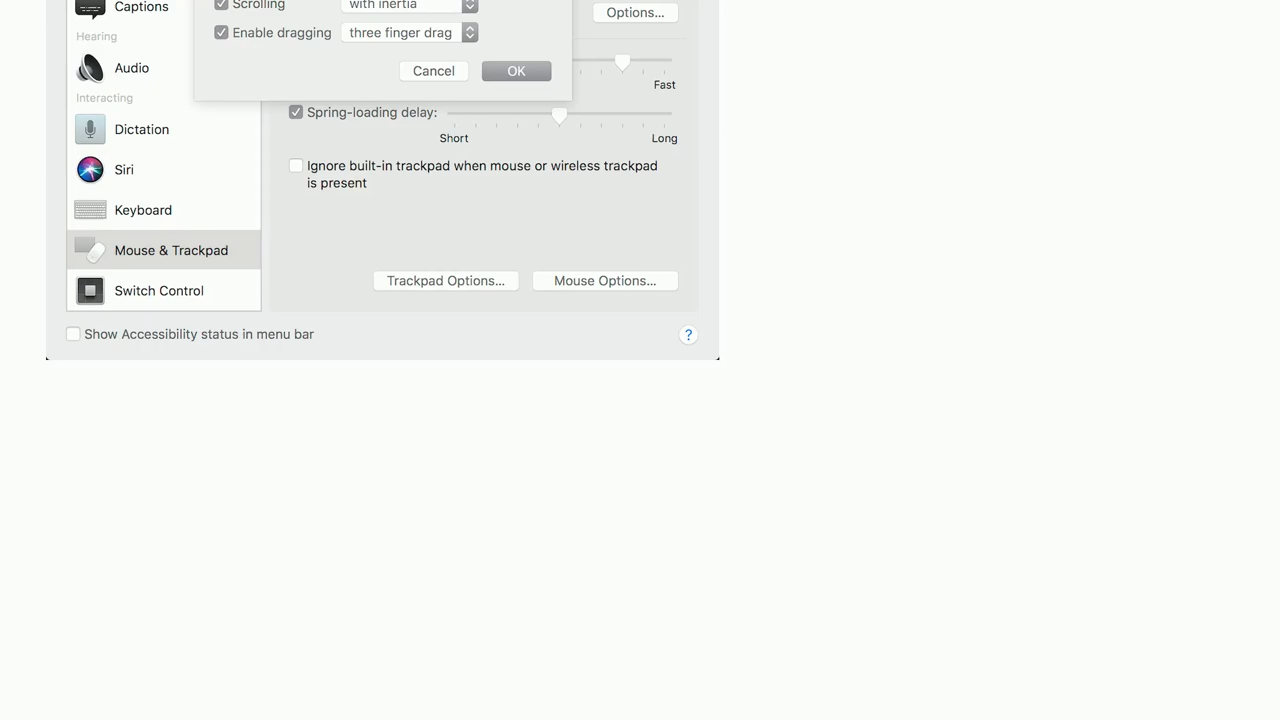 Captions
Hearing
Audio
Interacting
Dictation
Siri
Keyboard
Mouse & Trackpad
Switch Control
Show Accessibility status in menu bar
Scrolling with inertia
Enable dragging three finger drag
Cancel OK
Options...
Fast
Spring-loading delay:
Short Long
Ignore built-in trackpad when mouse or wireless trackpad
is present
Trackpad Options... Mouse Options...
?